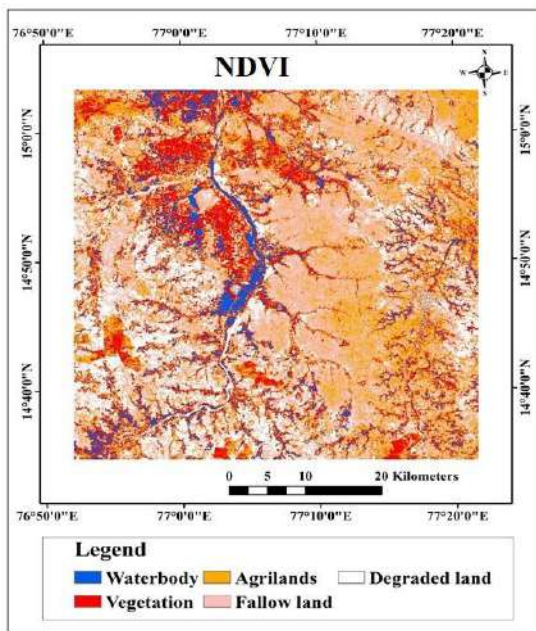 76°50'0"E 77°0'0"E 77°10'0"E 77°20'0"E
NDVI
N
W E
S
15°0'0"N 15°0'0"N
14°50'0"N 14°50'0"N
14°40'0"N 14°40'0"N
0 5 10 20 Kilometers
76°50'0"E 77°0'0"E 77°10'0"E 77°20'0"E
Legend
Waterbody Agrilands Degraded land
Vegetation Fallow land